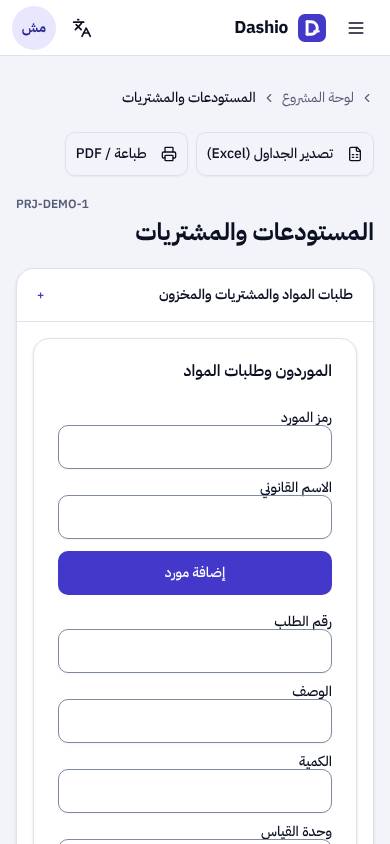 Dashio
مش
لوحة المشروع
المستودعات والمشتريات
تصدير الجداول (Excel)
طباعة / PDF
PRJ-DEMO-1
المستودعات والمشتريات
طلبات المواد والمشتريات والمخزون
+
الموردون وطلبات المواد
رمز المورد
الاسم القانوني
إضافة مورد
رقم الطلب
الوصف
الكمية
وحدة القياس